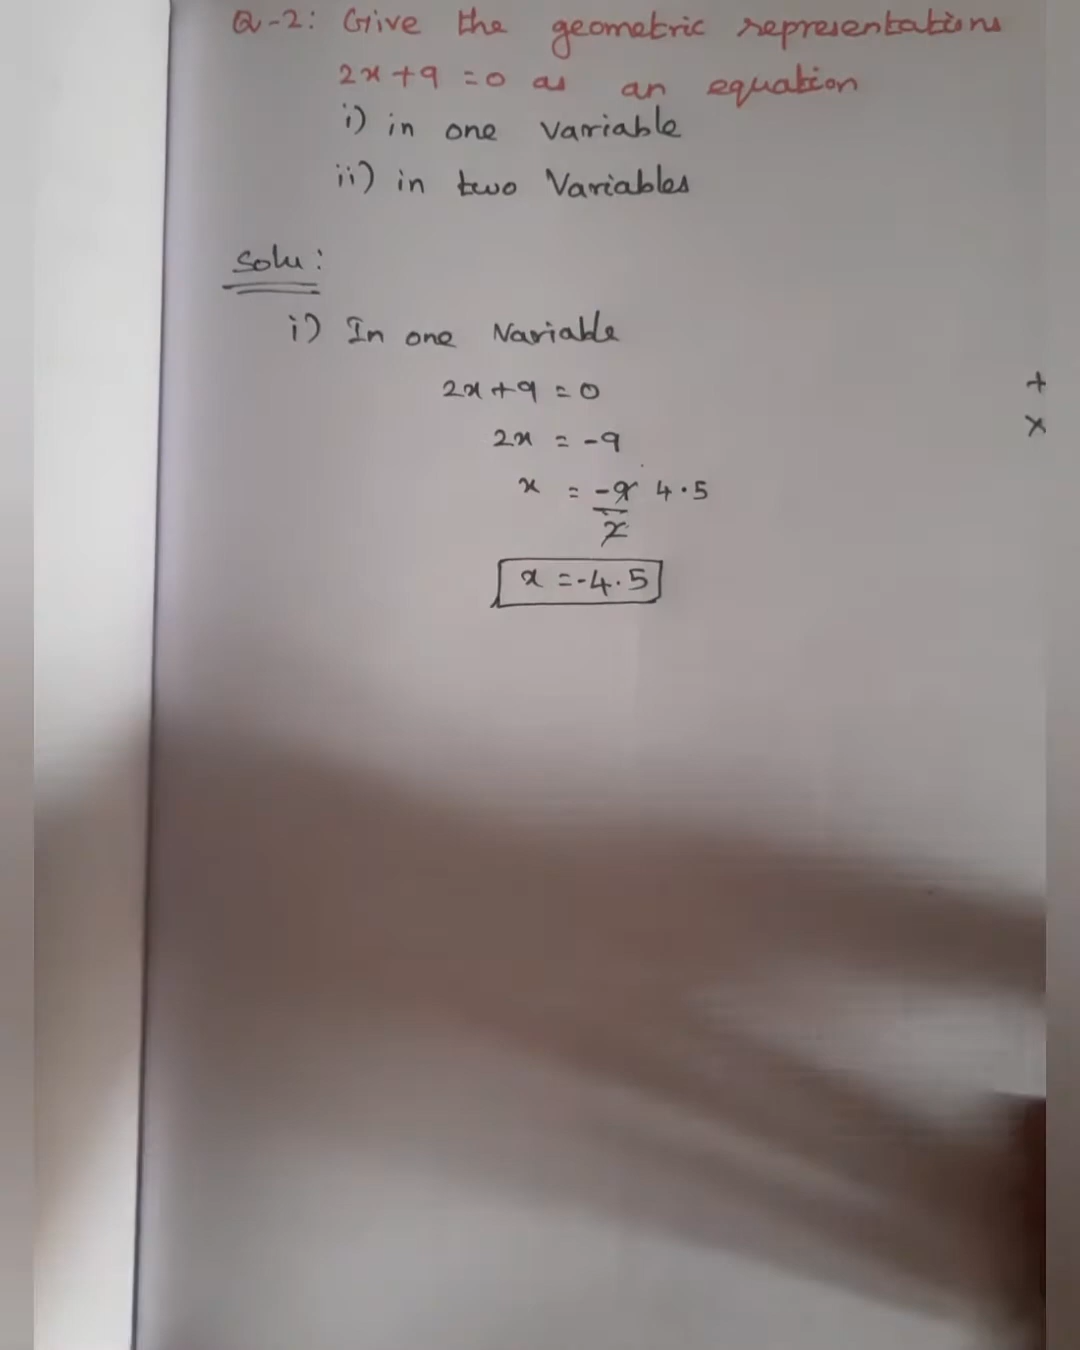 Q-2: Give the geometric representations
2x+9 =0 as an equation
i) in one variable
ii) in two Variables
Solu:
i) In one Variable
2x+9 =0
2x = -9
x = -9/2 4.5
x =-4.5
+
x